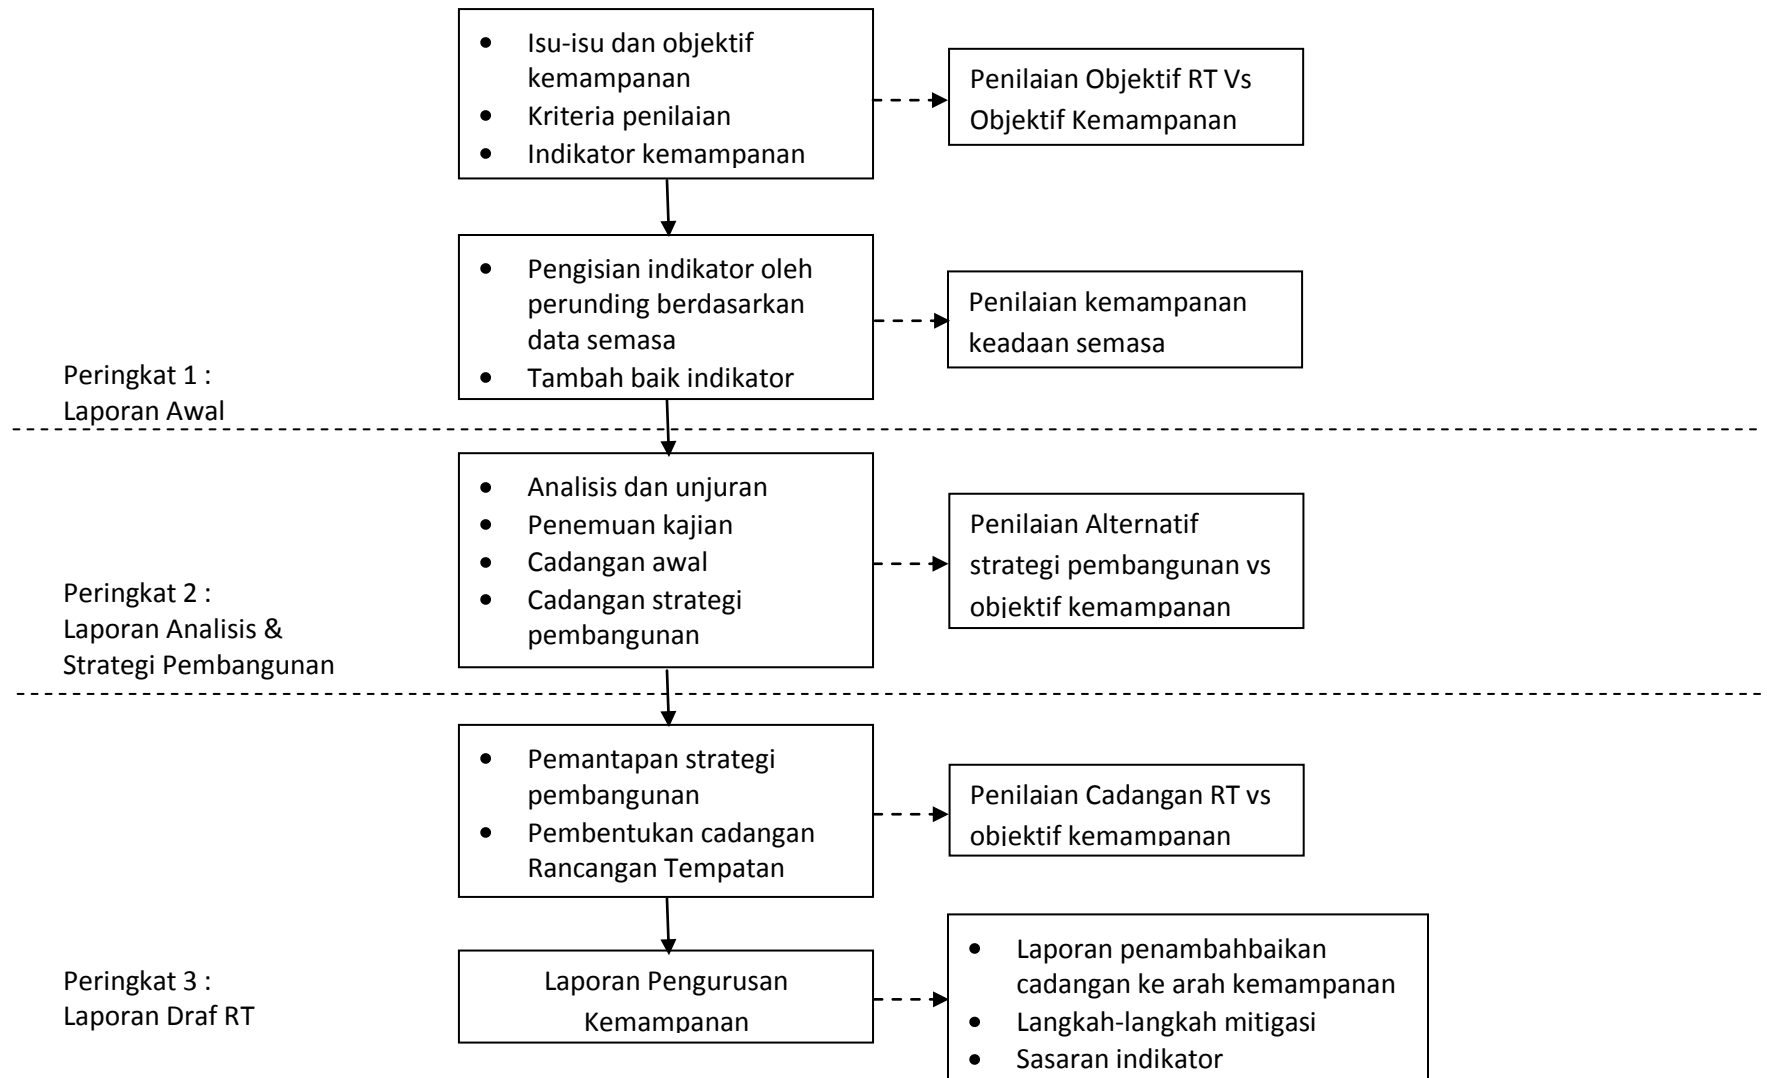 • Isu-isu dan objektif
kemampanan
• Kriteria penilaian
• Indikator kemampanan
Penilaian Objektif RT Vs
Objektif Kemampanan
• Pengisian indikator oleh
perunding berdasarkan
data semasa
• Tambah baik indikator
Penilaian kemampanan
keadaan semasa
Peringkat 1 :
Laporan Awal
• Analisis dan unjuran
• Penemuan kajian
• Cadangan awal
• Cadangan strategi
pembangunan
Penilaian Alternatif
strategi pembangunan vs
objektif kemampanan
Peringkat 2 :
Laporan Analisis &
Strategi Pembangunan
• Pemantapan strategi
pembangunan
• Pembentukan cadangan
Rancangan Tempatan
Penilaian Cadangan RT vs
objektif kemampanan
Peringkat 3 :
Laporan Draf RT
Laporan Pengurusan
Kemampanan
• Laporan penambahbaikan
cadangan ke arah kemampanan
• Langkah-langkah mitigasi
• Sasaran indikator